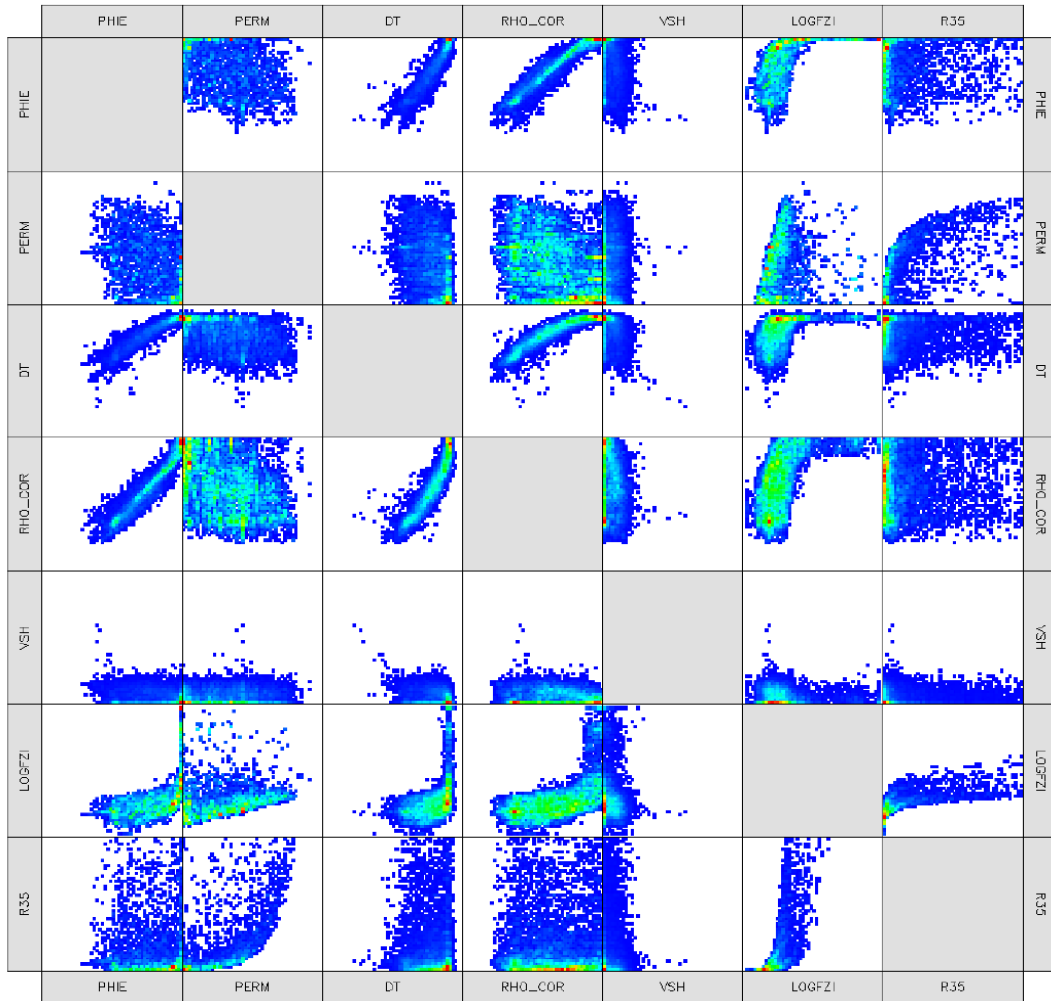 PHIE PERM DT RHO_COR VSH LOGFZI R35
PHIE PHIE
PERM PERM
DT DT
RHO_COR RHO_COR
VSH VSH
LOGFZI LOGFZI
R35 R35
PHIE PERM DT RHO_COR VSH LOGFZI R35